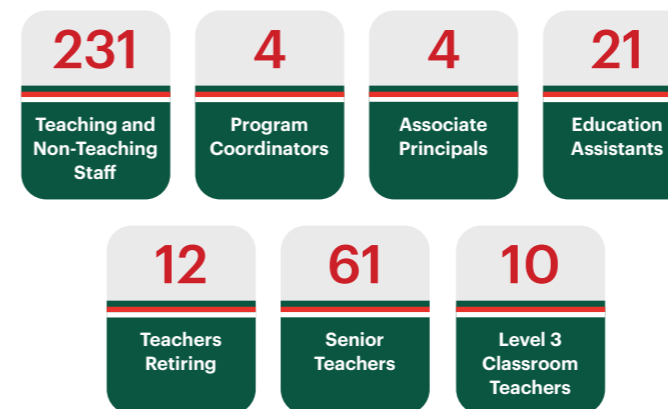 231
Teaching and
Non-Teaching
Staff
4
Program
Coordinators
4
Associate
Principals
21
Education
Assistants
12
Teachers
Retiring
61
Senior
Teachers
10
Level 3
Classroom
Teachers